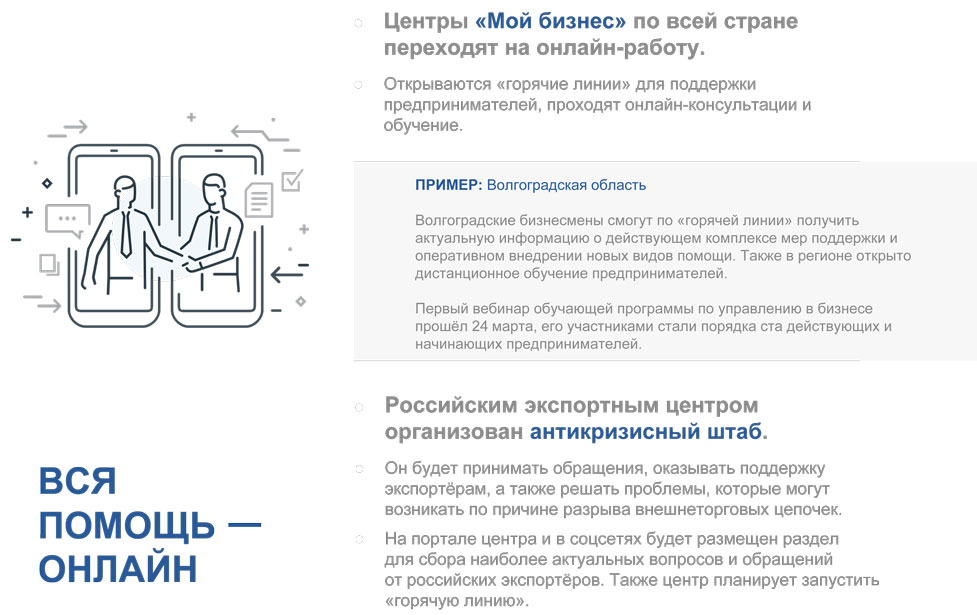 Центры «Мой бизнес» по всей стране
переходят на онлайн-работу.
Открываются «горячие линии» для поддержки
предпринимателей, проходят онлайн-консультации и
обучение.
ПРИМЕР: Волгоградская область
Волгоградские бизнесмены смогут по «горячей линии» получить
актуальную информацию о действующем комплексе мер поддержки и
оперативном внедрении новых видов помощи. Также в регионе открыто
дистанционное обучение предпринимателей.
Первый вебинар обучающей программы по управлению в бизнесе
прошёл 24 марта, его участниками стали порядка ста действующих и
начинающих предпринимателей.
Российским экспортным центром
организован антикризисный штаб.
Он будет принимать обращения, оказывать поддержку
экспортёрам, а также решать проблемы, которые могут
возникать по причине разрыва внешнеторговых цепочек.
На портале центра и в соцсетях будет размещен раздел
для сбора наиболее актуальных вопросов и обращений
от российских экспортёров. Также центр планирует запустить
«горячую линию».
ВСЯ
ПОМОЩЬ —
ОНЛАЙН